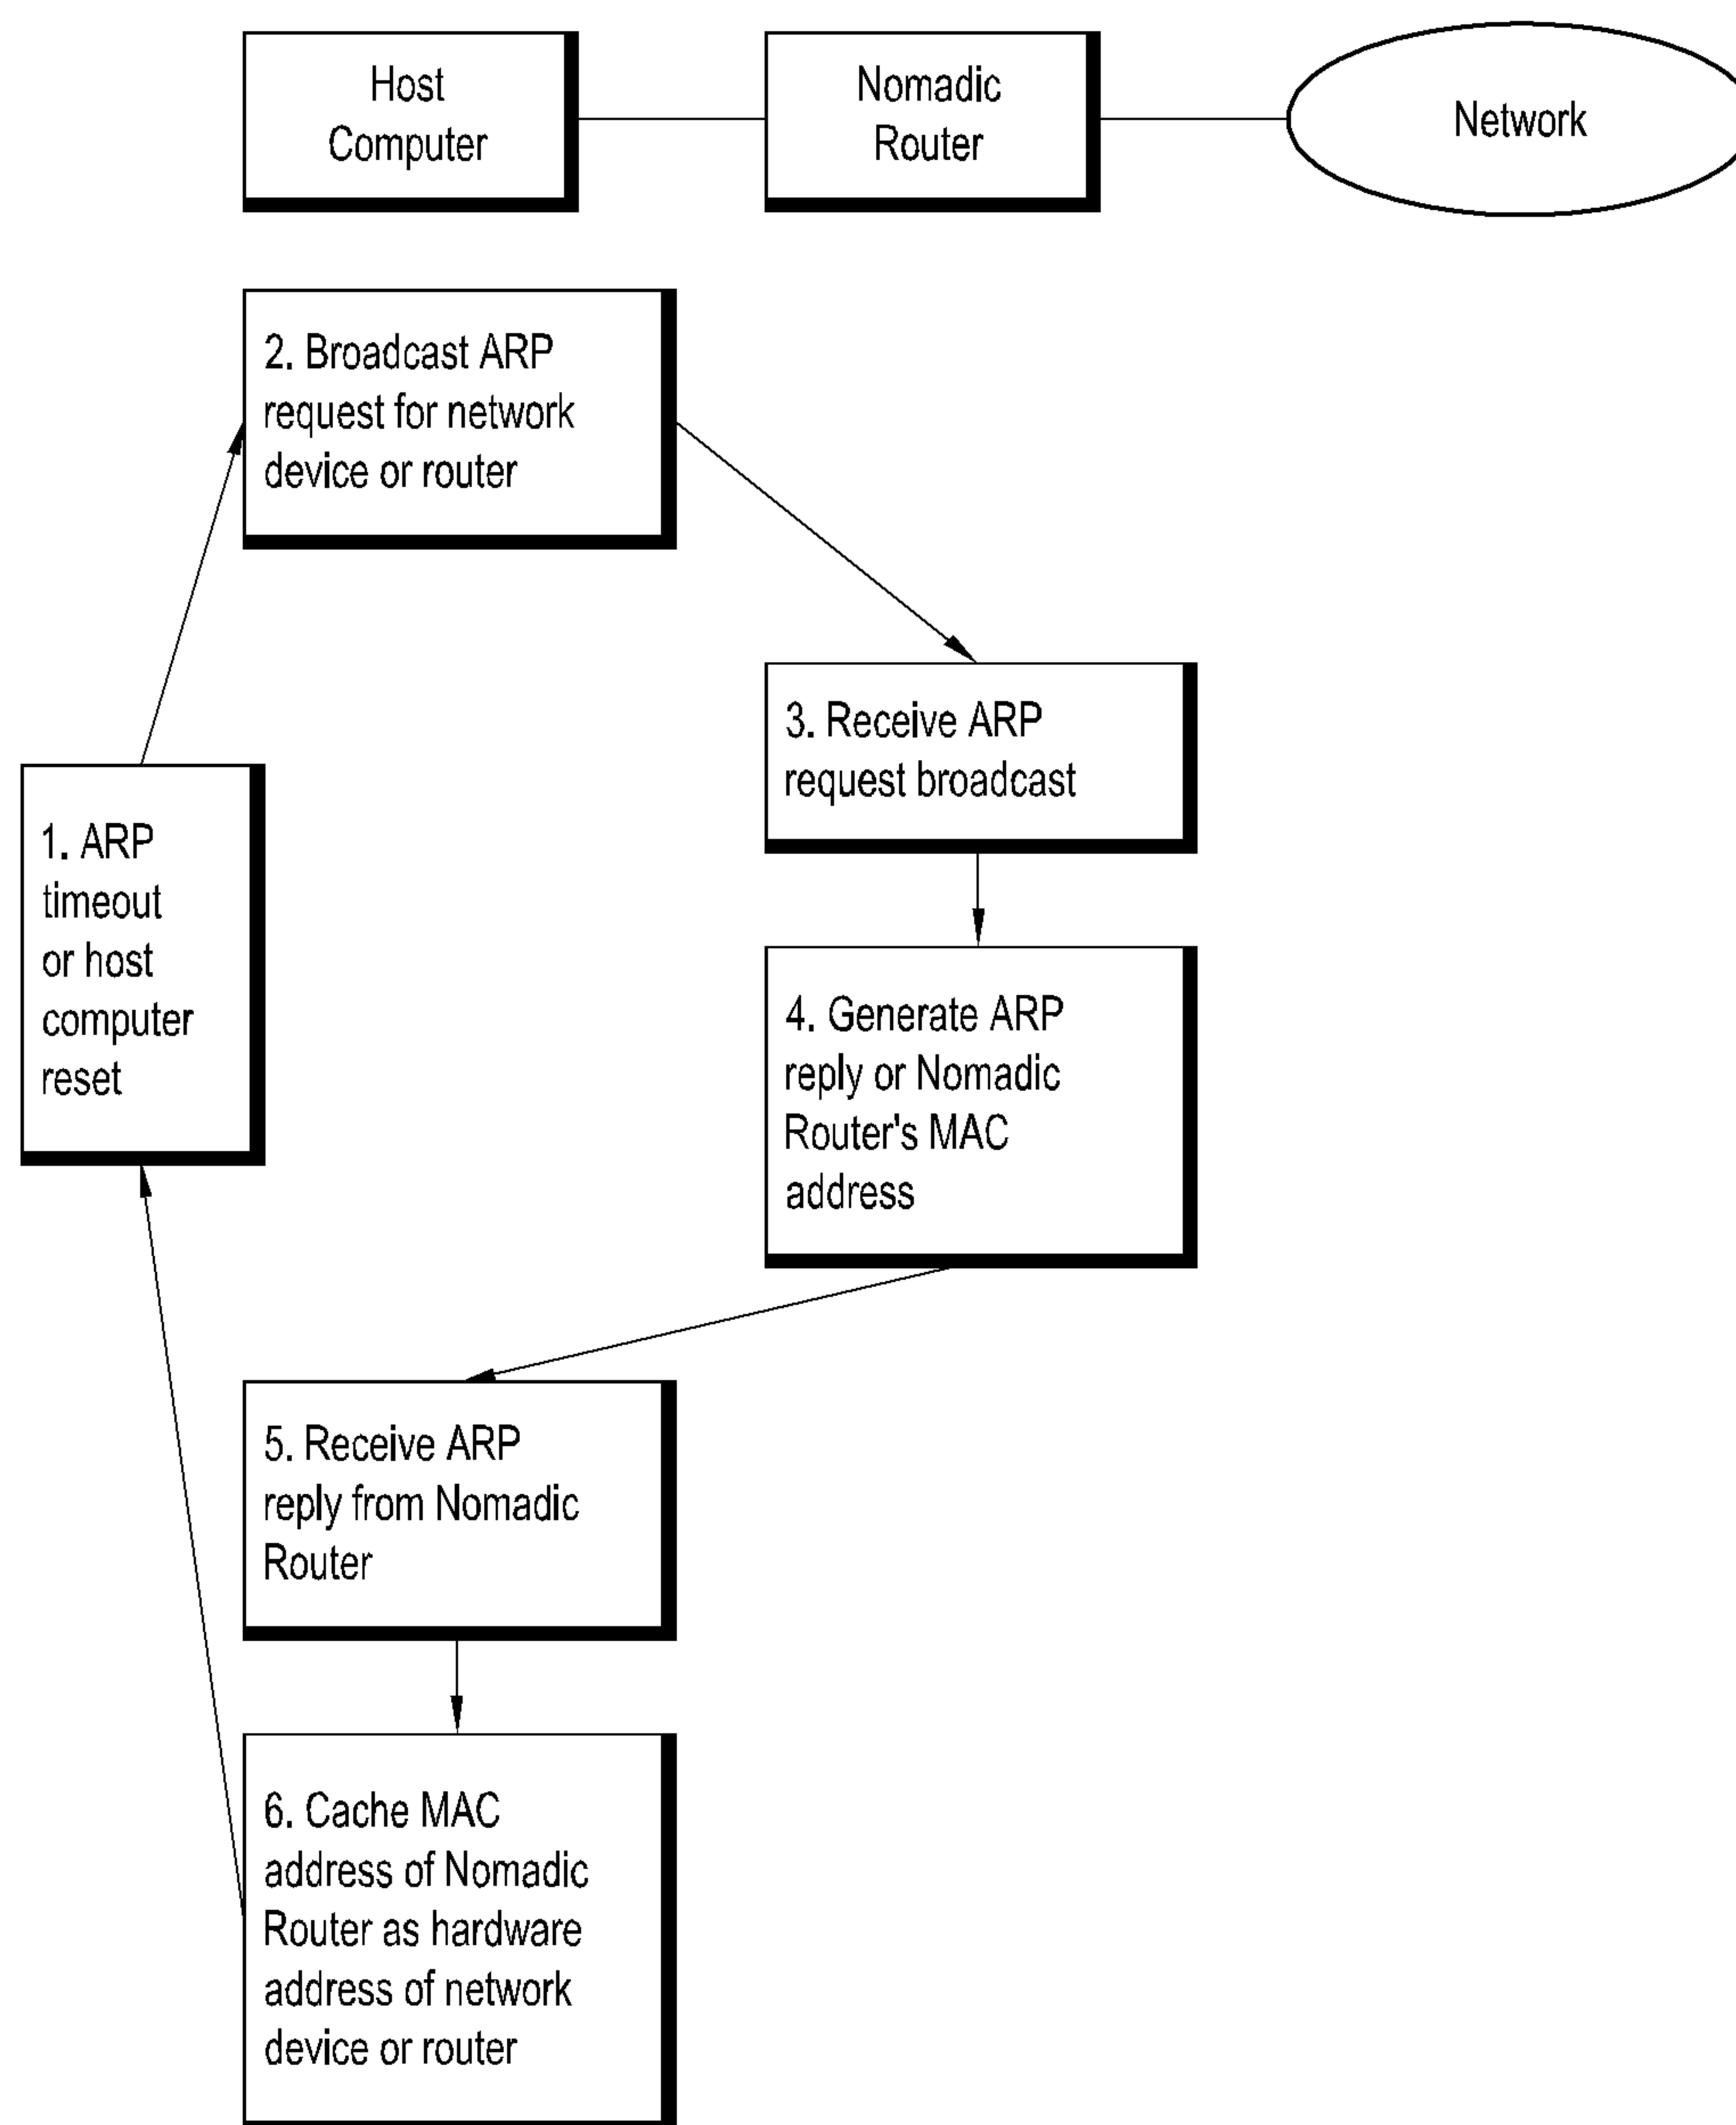 Host
Computer
Nomadic
Router
Network
2. Broadcast ARP
request for network
device or router
3. Receive ARP
request broadcast
1. ARP
timeout
or host
computer
reset
4. Generate ARP
reply or Nomadic
Router's MAC
address
5. Receive ARP
reply from Nomadic
Router
6. Cache MAC
address of Nomadic
Router as hardware
address of network
device or router